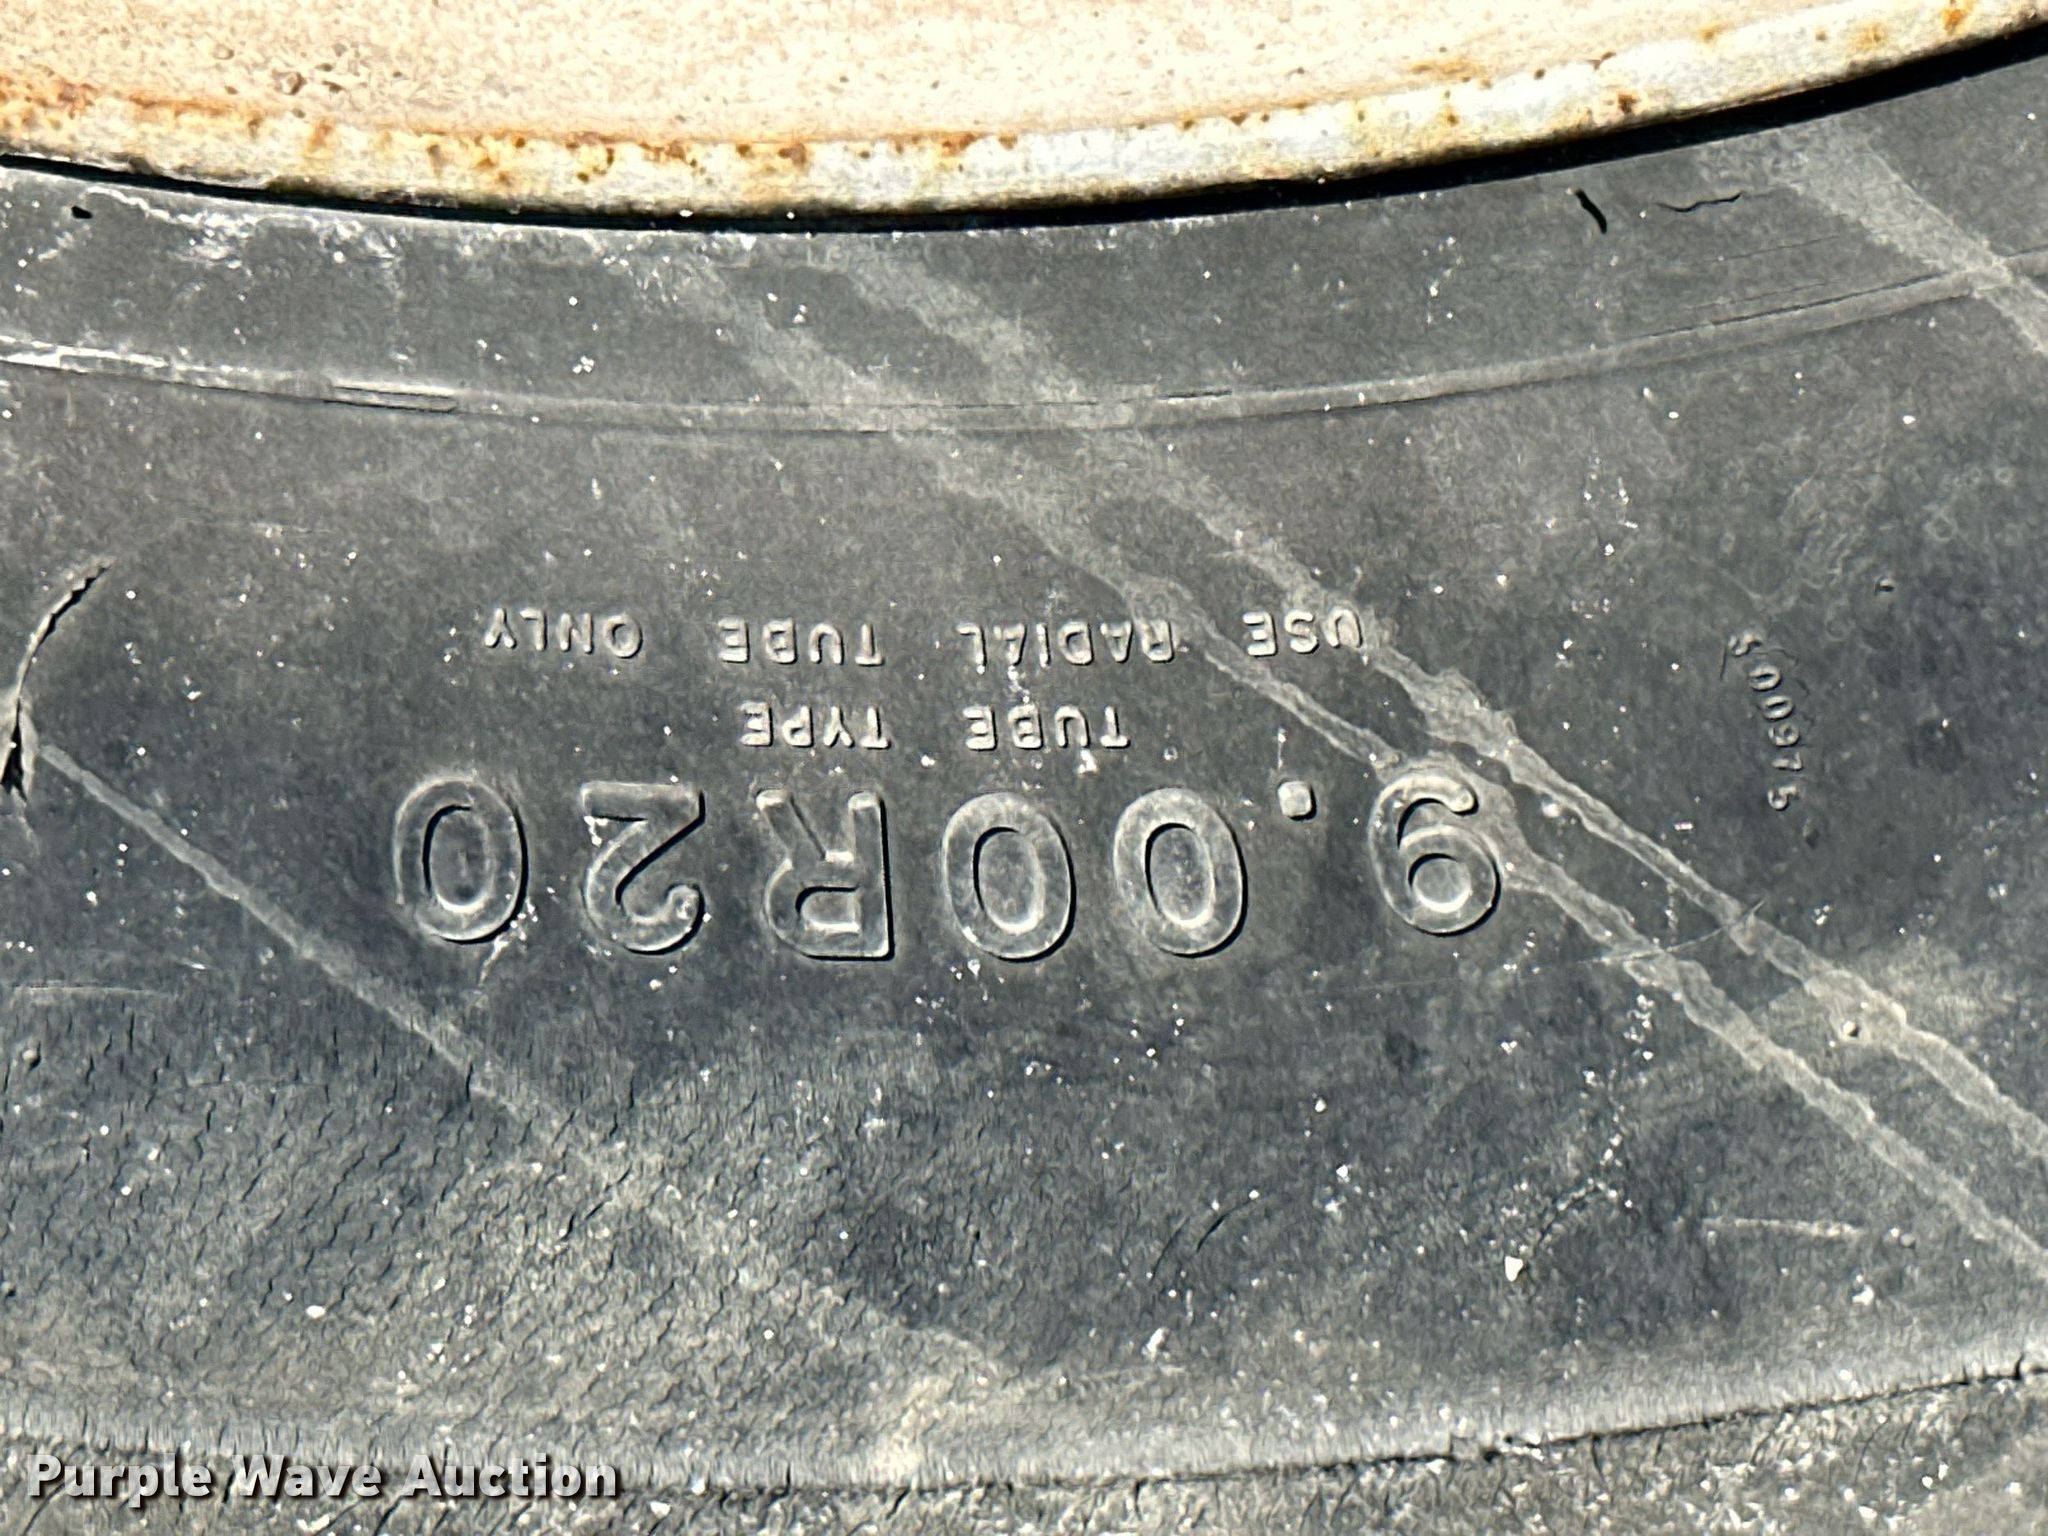 9.00R20
TUBE TYPE
USE RADIAL TUBE ONLY
Purple Wave Auction